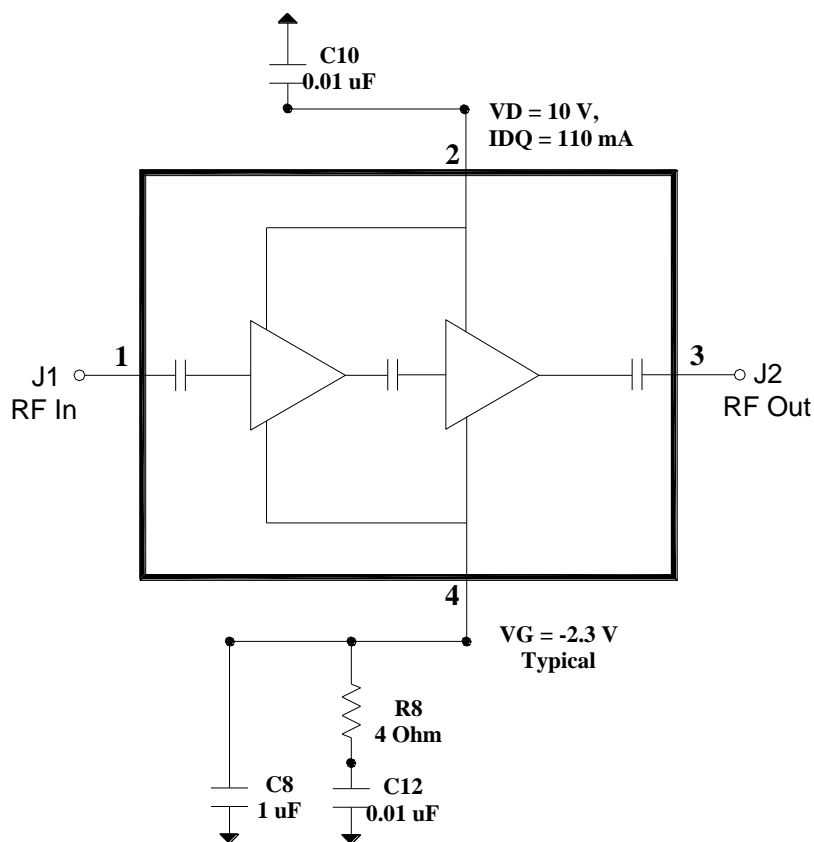 C10
0.01 uF
VD = 10 V,
IDQ = 110 mA
2
1
3
J1
RF In
J2
RF Out
4
VG = -2.3 V
Typical
R8
4 Ohm
C8
1 uF
C12
0.01 uF